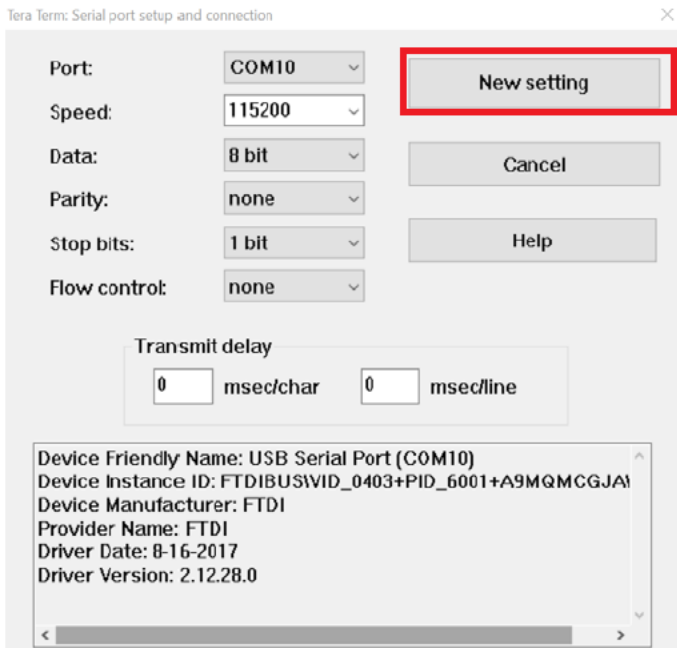 Tera Term: Serial port setup and connection
Port: COM10
New setting
Speed: 115200
Data: 8 bit
Cancel
Parity: none
Stop bits: 1 bit
Help
Flow control: none
Transmit delay
0 msec/char 0 msec/line
Device Friendly Name: USB Serial Port (COM10)
Device Instance ID: FTDIBUS\VID_0403+PID_6001+A9MQMCGJA\
Device Manufacturer: FTDI
Provider Name: FTDI
Driver Date: 8-16-2017
Driver Version: 2.12.28.0